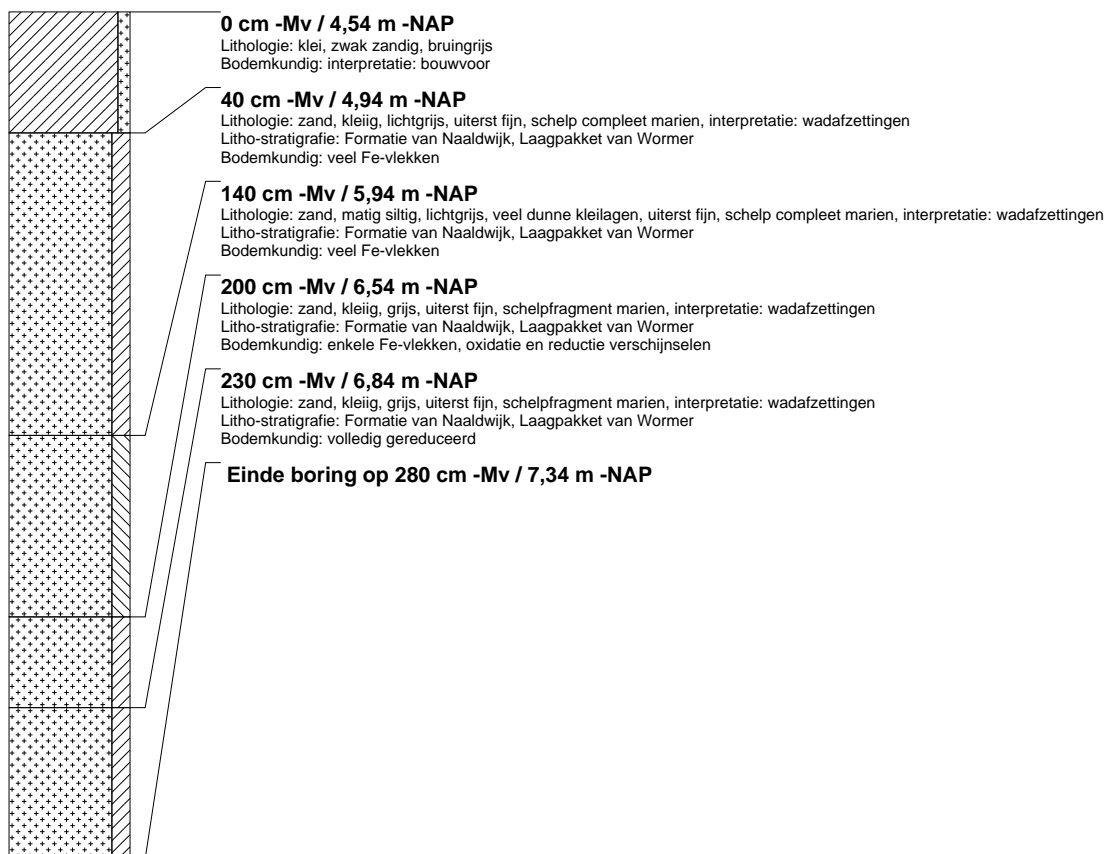 0 cm -Mv / 4,54 m -NAP
Lithologie: klei, zwak zandig, bruingrijs
Bodemkundig: interpretatie: bouwvoor
40 cm -Mv / 4,94 m -NAP
Lithologie: zand, kleiig, lichtgrijs, uiterst fijn, schelp compleet marien, interpretatie: wadafzettingen
Litho-stratigrafie: Formatie van Naaldwijk, Laagpakket van Wormer
Bodemkundig: veel Fe-vlekken
140 cm -Mv / 5,94 m -NAP
Lithologie: zand, matig siltig, lichtgrijs, veel dunne kleilagen, uiterst fijn, schelp compleet marien, interpretatie: wadafzettingen
Litho-stratigrafie: Formatie van Naaldwijk, Laagpakket van Wormer
Bodemkundig: veel Fe-vlekken
200 cm -Mv / 6,54 m -NAP
Lithologie: zand, kleiig, grijs, uiterst fijn, schelpfragment marien, interpretatie: wadafzettingen
Litho-stratigrafie: Formatie van Naaldwijk, Laagpakket van Wormer
Bodemkundig: enkele Fe-vlekken, oxidatie en reductie verschijnselen
230 cm -Mv / 6,84 m -NAP
Lithologie: zand, kleiig, grijs, uiterst fijn, schelpfragment marien, interpretatie: wadafzettingen
Litho-stratigrafie: Formatie van Naaldwijk, Laagpakket van Wormer
Bodemkundig: volledig gereduceerd
Einde boring op 280 cm -Mv / 7,34 m -NAP